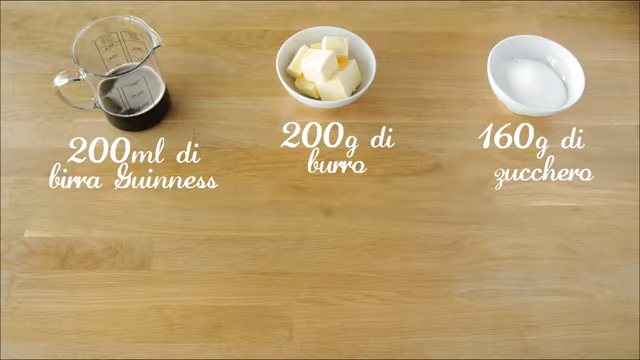 200ml di
birra Guinness
200g di
burro
160g di
zucchero